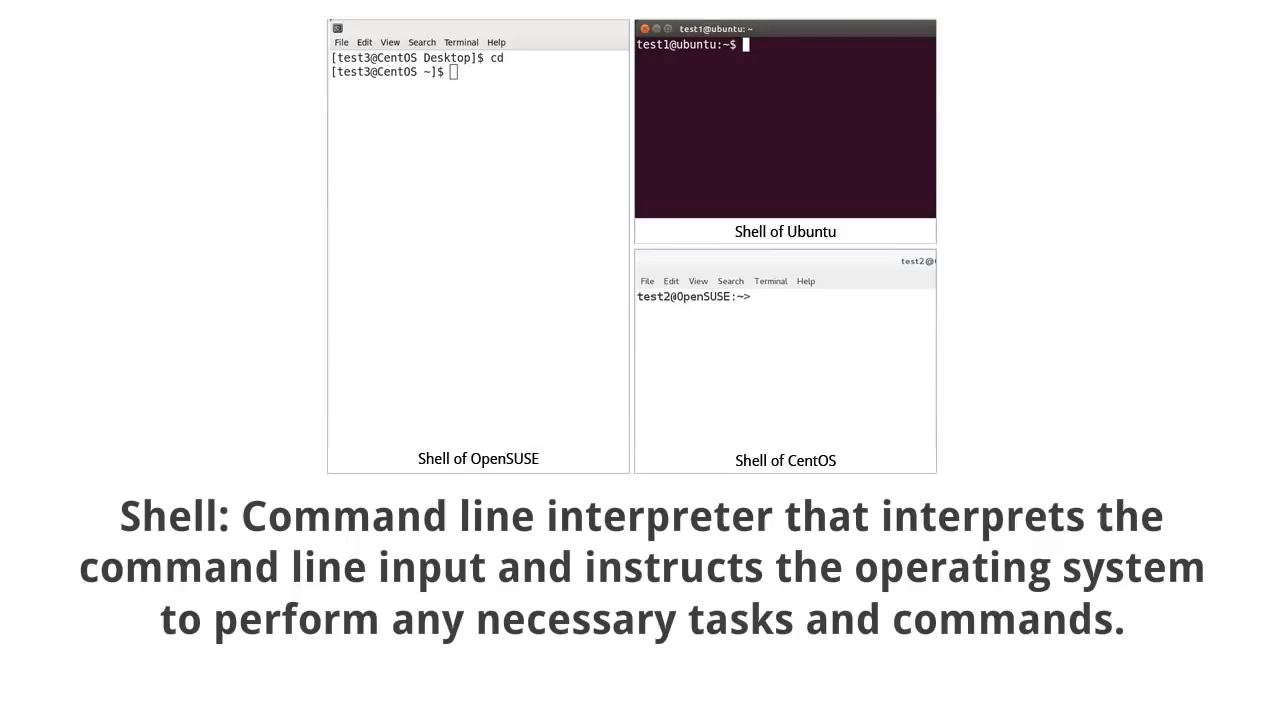 File Edit View Search Terminal Help
[test3@CentOS Desktop]$ cd
[test3@CentOS ~]$
Shell of OpenSUSE
test1@ubuntu: ~
test1@ubuntu:~$
Shell of Ubuntu
test2@
File Edit View Search Terminal Help
test2@OpenSUSE:~>
Shell of CentOS
Shell: Command line interpreter that interprets the
command line input and instructs the operating system
to perform any necessary tasks and commands.